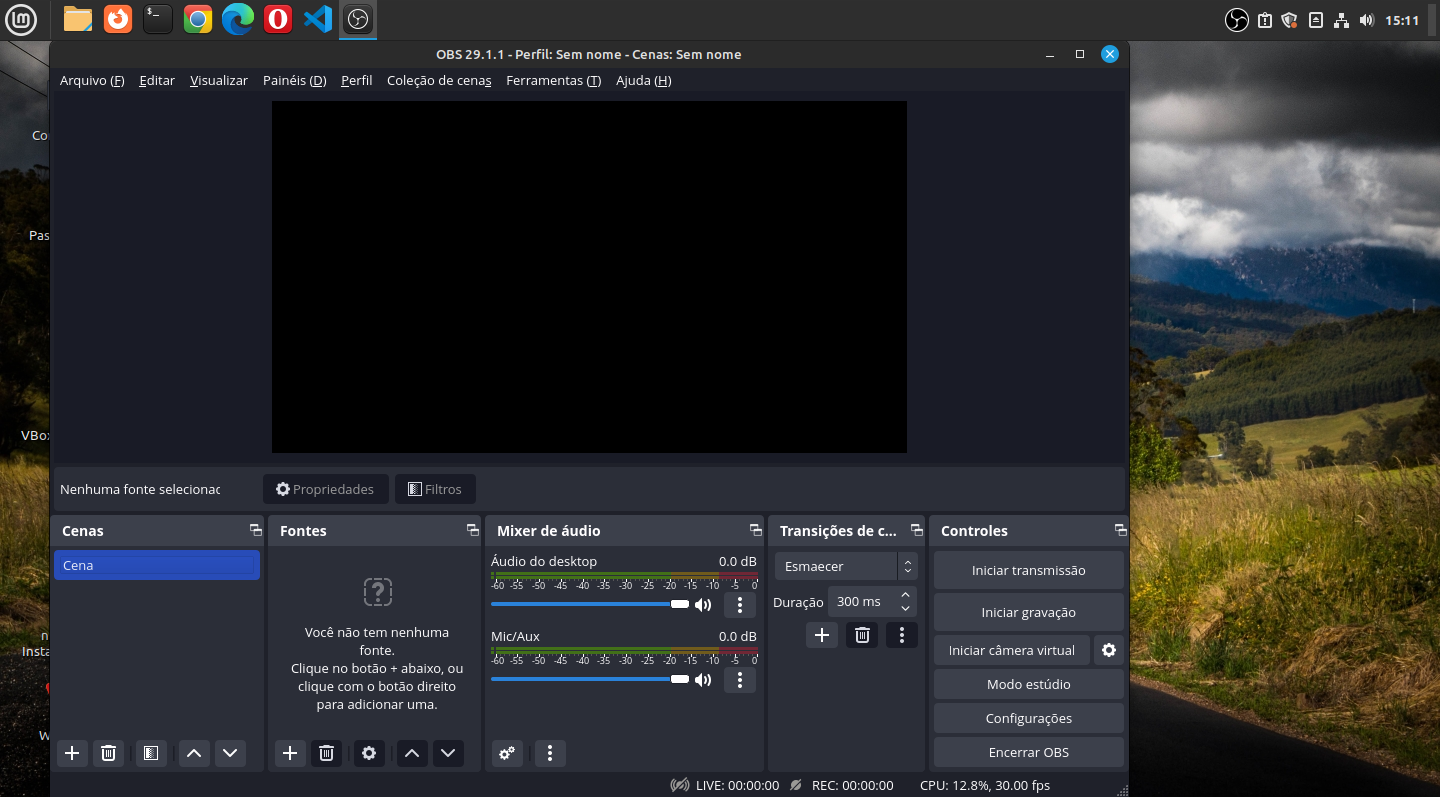 15:11
OBS 29.1.1 - Perfil: Sem nome - Cenas: Sem nome
Arquivo (F) Editar Visualizar Painéis (D) Perfil Coleção de cenas Ferramentas (T) Ajuda (H)
Co
Pas
VBox
n
Insta
W
Nenhuma fonte selecionac
Propriedades
Filtros
Cenas
Cena
Fontes
Você não tem nenhuma
fonte.
Clique no botão + abaixo, ou
clique com o botão direito
para adicionar uma.
Mixer de áudio
Áudio do desktop 0.0 dB
-60 -55 -50 -45 -40 -35 -30 -25 -20 -15 -10 -5 0
Mic/Aux 0.0 dB
-60 -55 -50 -45 -40 -35 -30 -25 -20 -15 -10 -5 0
Transições de c...
Esmaecer
Duração 300 ms
Controles
Iniciar transmissão
Iniciar gravação
Iniciar câmera virtual
Modo estúdio
Configurações
Encerrar OBS
LIVE: 00:00:00 REC: 00:00:00 CPU: 12.8%, 30.00 fps